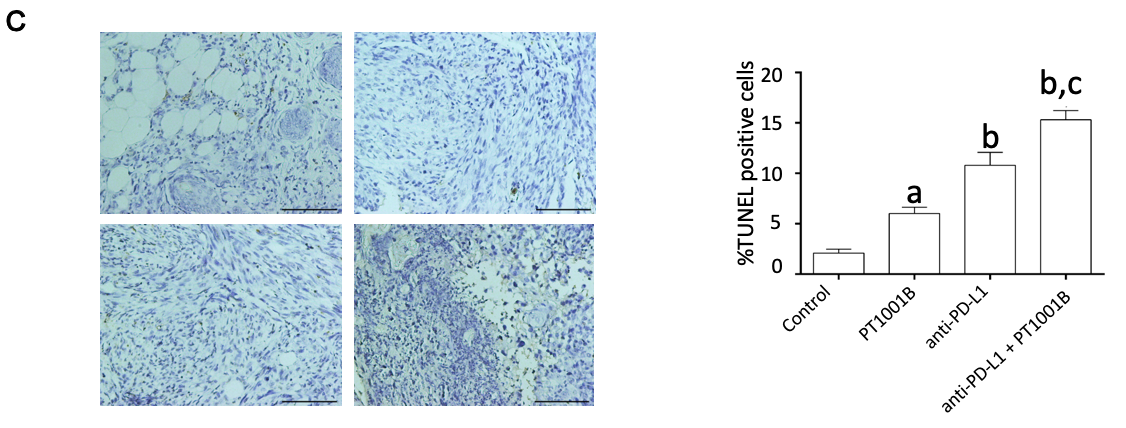 C
%TUNEL positive cells
20
15
10
5
0
a
b
b,c
Control
PT1001B
anti-PD-L1
anti-PD-L1 + PT1001B